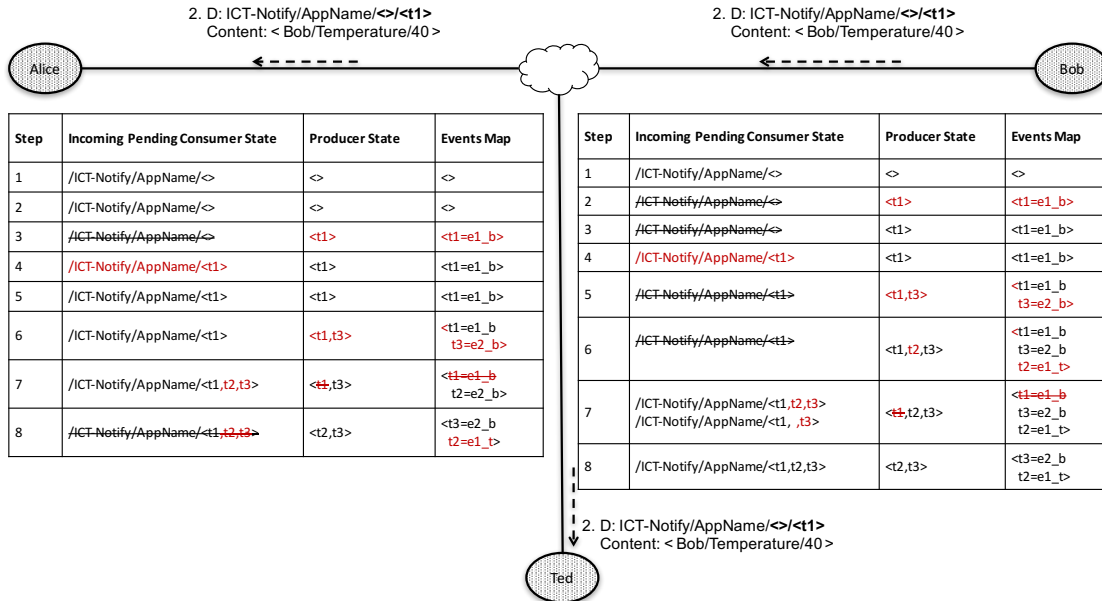 2. D: ICT-Notify/AppName/<>/<t1>
Content: < Bob/Temperature/40 >
2. D: ICT-Notify/AppName/<>/<t1>
Content: < Bob/Temperature/40 >
Alice
Bob
Step Incoming Pending Consumer State Producer State Events Map
1 /ICT-Notify/AppName/<> <> <>
2 /ICT-Notify/AppName/<> <> <>
3 /ICT-Notify/AppName/<> <t1> <t1=e1_b>
4 /ICT-Notify/AppName/<t1> <t1> <t1=e1_b>
5 /ICT-Notify/AppName/<t1> <t1> <t1=e1_b>
6 /ICT-Notify/AppName/<t1> <t1,t3> <t1=e1_b
t3=e2_b>
7 /ICT-Notify/AppName/<t1,t2,t3> <t1,t3> <t1=e1_b
t2=e2_b>
8 /ICT-Notify/AppName/<t1,t2,t3> <t2,t3> <t3=e2_b
t2=e1_t>
Step Incoming Pending Consumer State Producer State Events Map
1 /ICT-Notify/AppName/<> <> <>
2 /ICT-Notify/AppName/<> <t1> <t1=e1_b>
3 /ICT-Notify/AppName/<> <t1> <t1=e1_b>
4 /ICT-Notify/AppName/<t1> <t1> <t1=e1_b>
5 /ICT-Notify/AppName/<t1> <t1,t3> <t1=e1_b
t3=e2_b>
6 /ICT-Notify/AppName/<t1> <t1,t2,t3> <t1=e1_b
t3=e2_b
t2=e1_t>
7 /ICT-Notify/AppName/<t1,t2,t3> <t1,t2,t3> <t1=e1_b
/ICT-Notify/AppName/<t1, ,t3> t3=e2_b
t2=e1_t>
8 /ICT-Notify/AppName/<t1,t2,t3> <t2,t3> <t3=e2_b
t2=e1_t>
2. D: ICT-Notify/AppName/<>/<t1>
Content: < Bob/Temperature/40 >
Ted